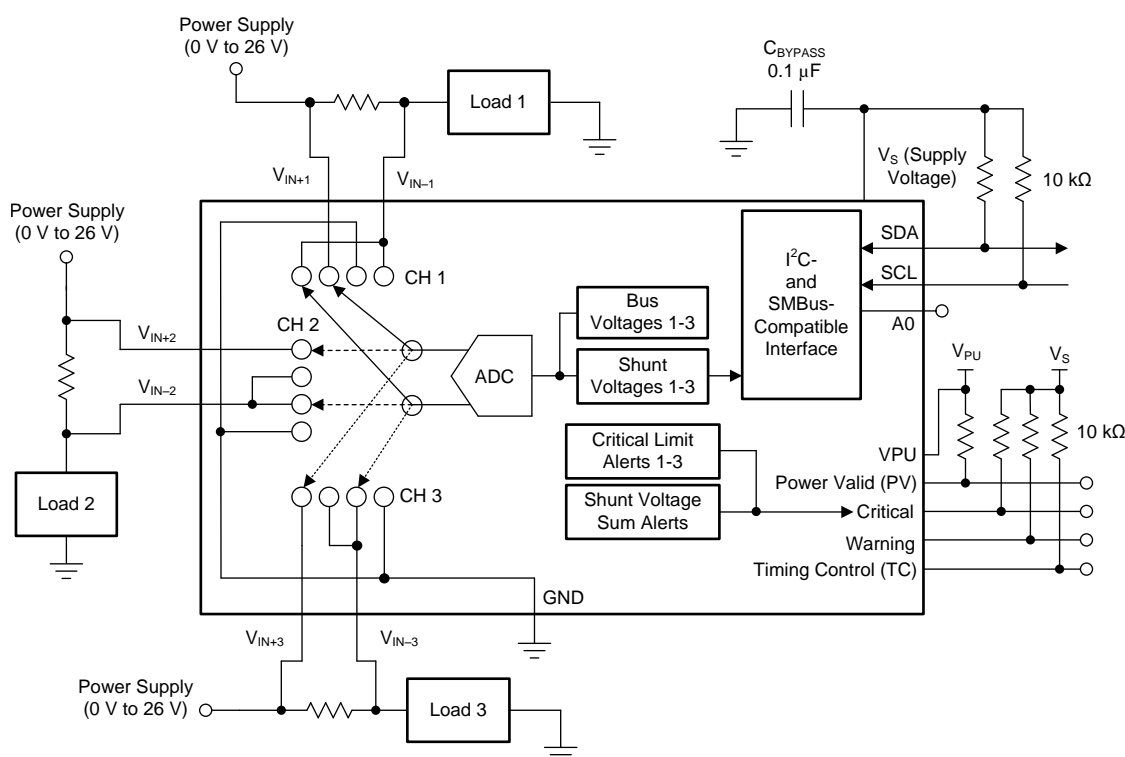 Power Supply
(0 V to 26 V)
Load 1
CBYPASS
0.1 µF
VS (Supply
Voltage)
10 kΩ
VIN+1
VIN–1
Power Supply
(0 V to 26 V)
CH 1
SDA
SCL
A0
I2C-
and
SMBus-
Compatible
Interface
Bus
Voltages 1-3
Shunt
Voltages 1-3
ADC
CH 2
VIN+2
VIN–2
VPU
VS
10 kΩ
VPU
Critical Limit
Alerts 1-3
Shunt Voltage
Sum Alerts
Power Valid (PV)
Critical
Warning
Timing Control (TC)
Load 2
CH 3
GND
VIN+3
VIN–3
Power Supply
(0 V to 26 V)
Load 3